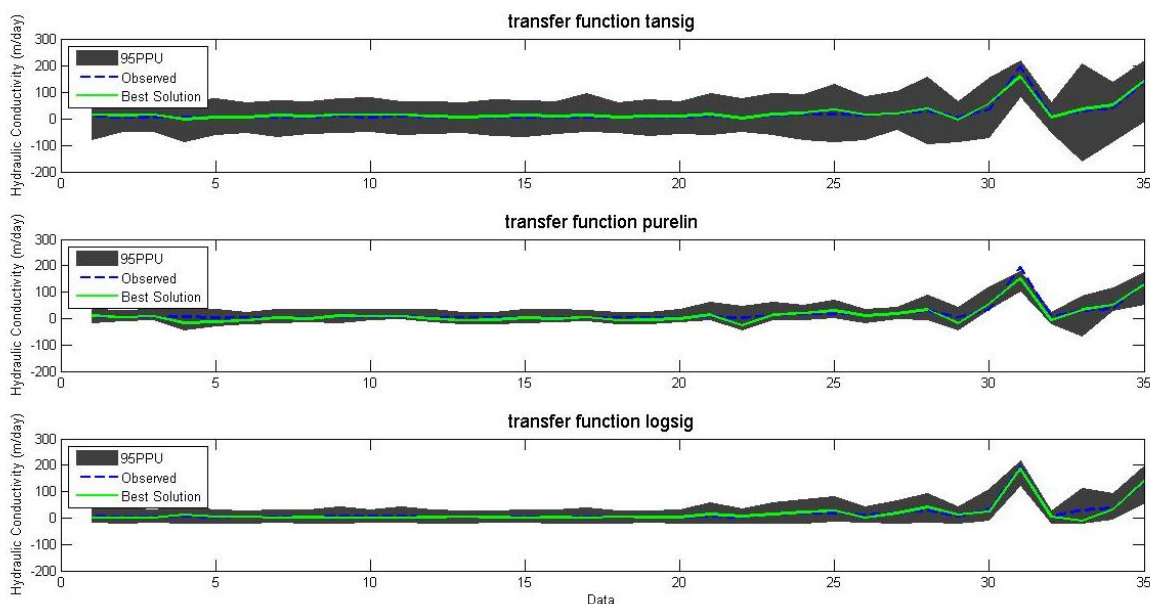 transfer function tansig
Hydraulic Conductivity (m/day)
300
200
100
0
-100
-200
95PPU
Observed
Best Solution
0 5 10 15 20 25 30 35
transfer function purelin
Hydraulic Conductivity (m/day)
300
200
100
0
-100
-200
95PPU
Observed
Best Solution
0 5 10 15 20 25 30 35
transfer function logsig
Hydraulic Conductivity (m/day)
300
200
100
0
-100
-200
95PPU
Observed
Best Solution
0 5 10 15 20 25 30 35
Data